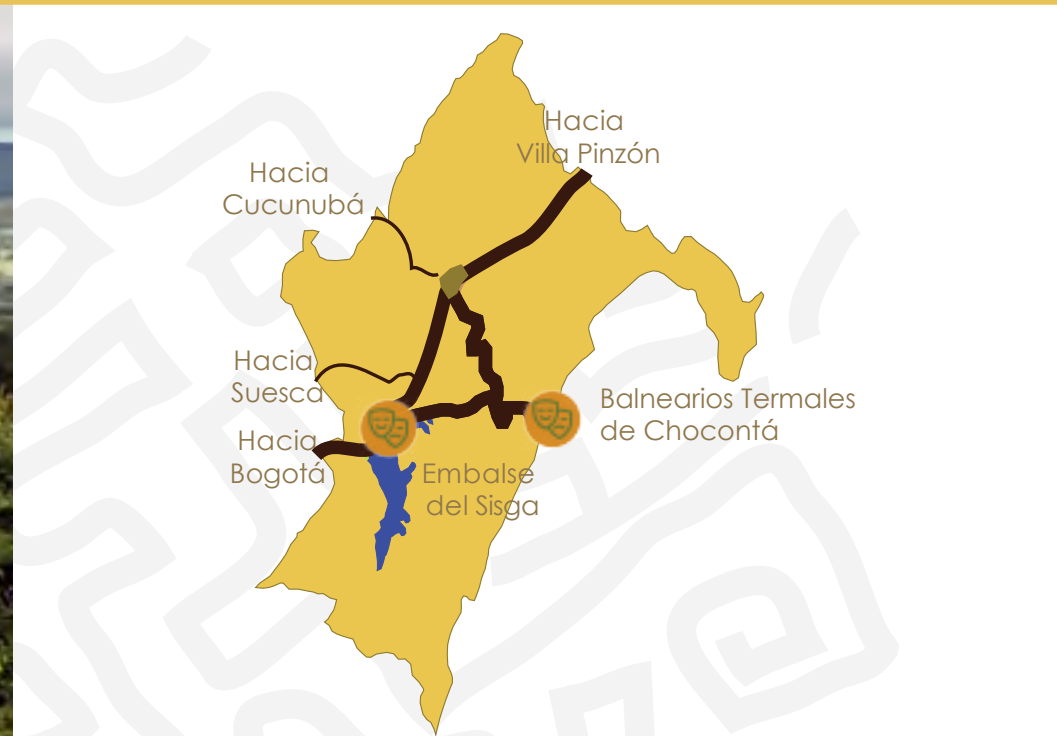 Hacia
Villa Pinzón
Hacia
Cucunubá
Hacia
Suesca
Balnearios Termales
de Chocontá
Hacia
Bogotá
Embalse
del Sisga